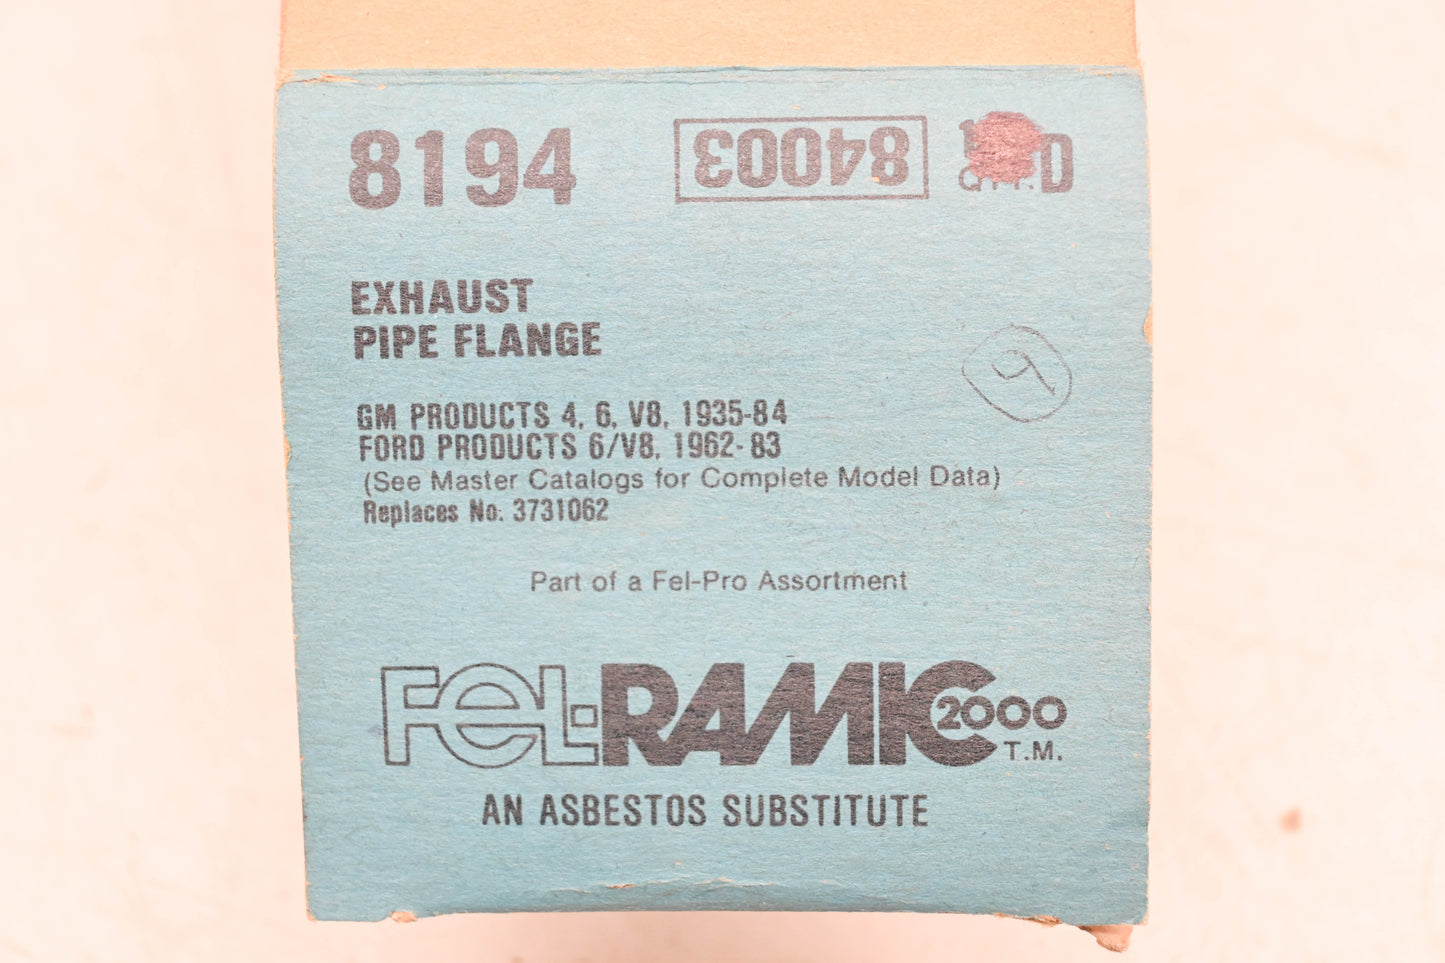 8194
84003
D
EXHAUST
PIPE FLANGE
9
GM PRODUCTS 4, 6, V8, 1935-84
FORD PRODUCTS 6/V8, 1962-83
(See Master Catalogs for Complete Model Data)
Replaces No. 3731062
Part of a Fel-Pro Assortment
FEL-RAMIC 2000
T.M.
AN ASBESTOS SUBSTITUTE